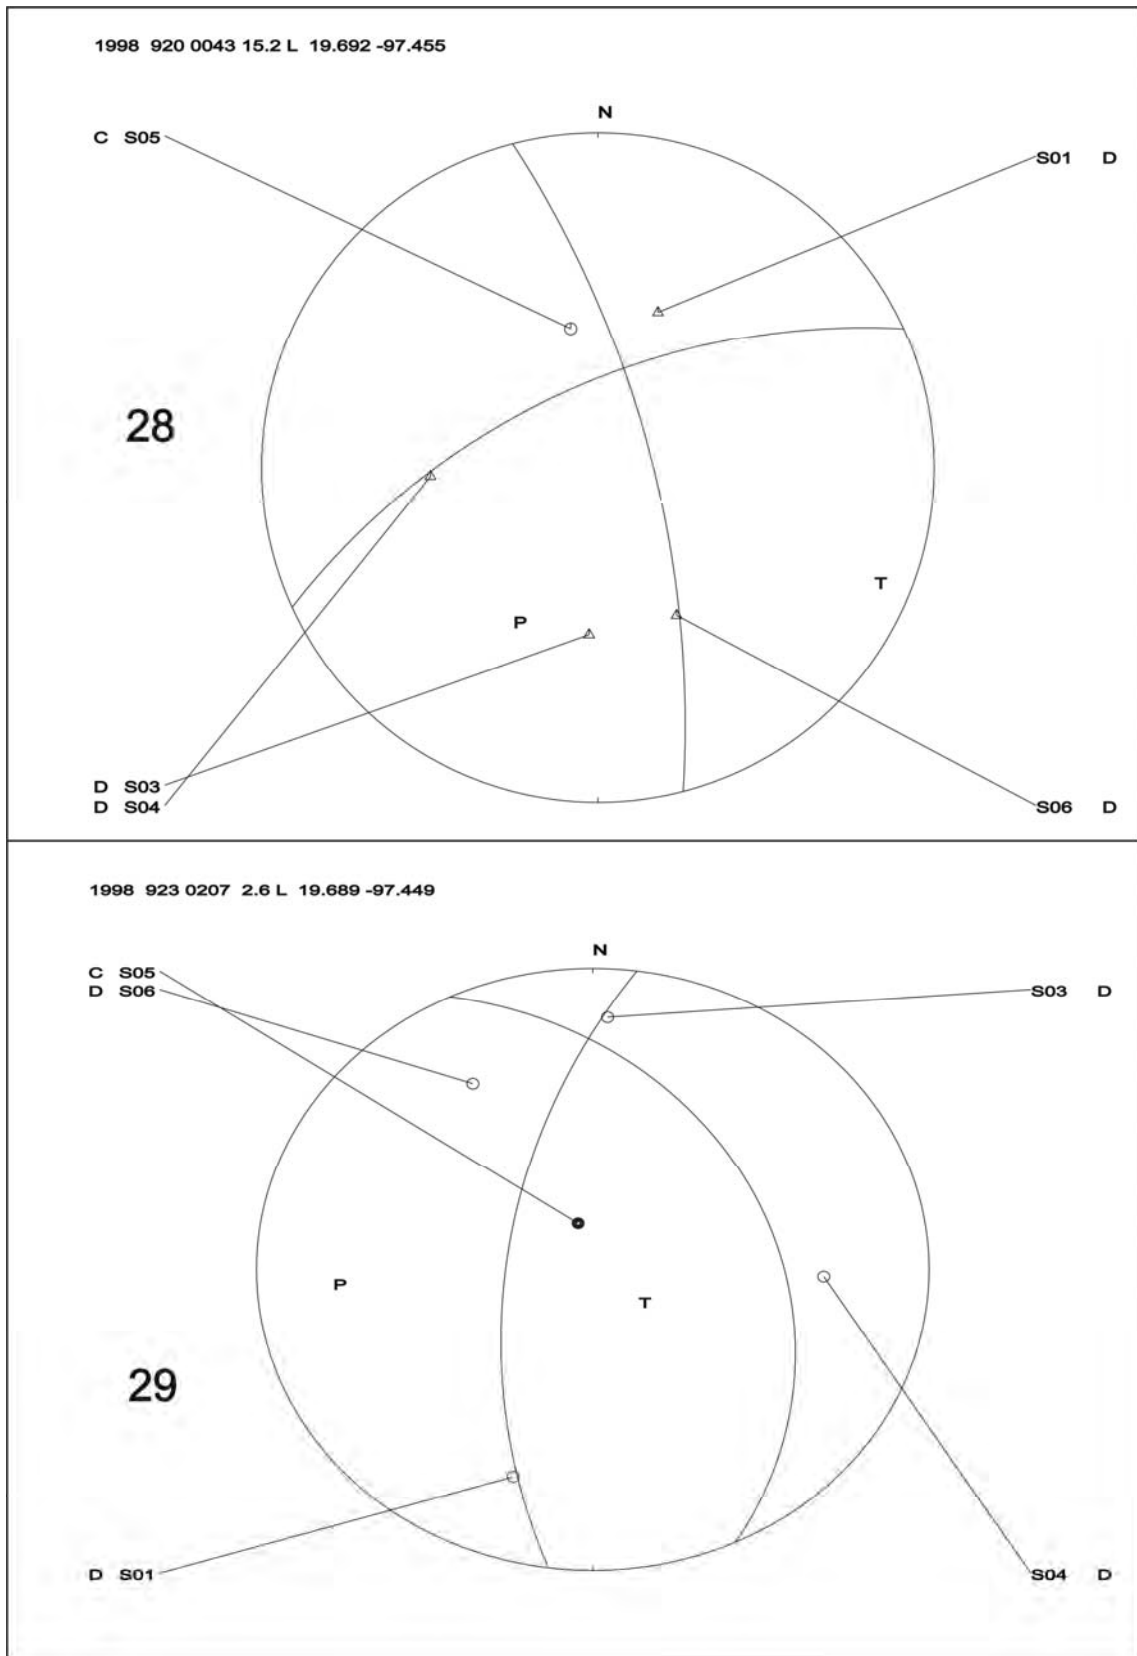 1998 920 0043 15.2 L 19.692 -97.455
N
C S05
S01 D
28
T
P
D S03
D S04
S06 D
1998 923 0207 2.6 L 19.689 -97.449
N
C S05
D S06
S03 D
P
T
29
D S01
S04 D